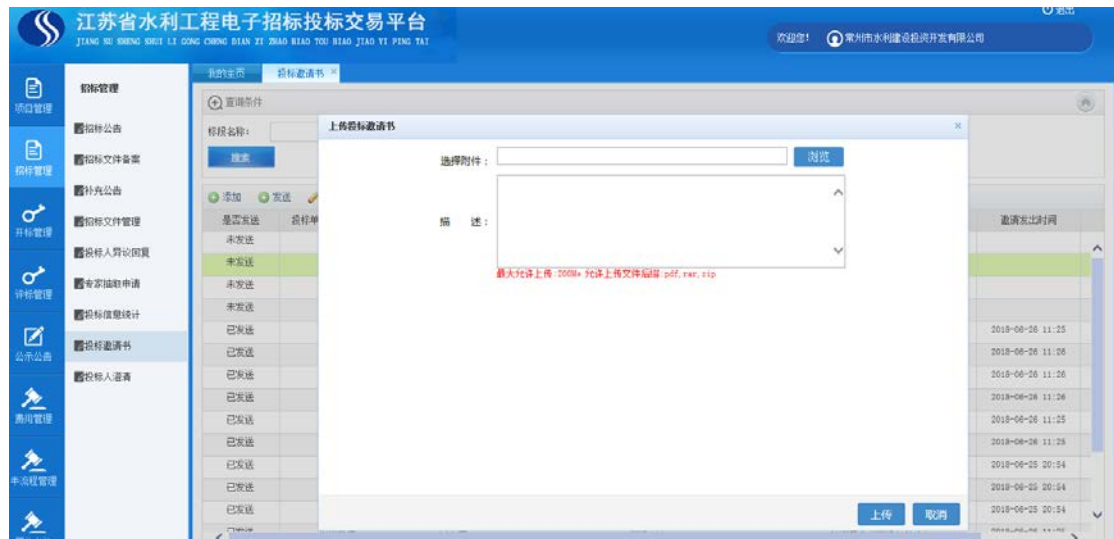 退出
江苏省水利工程电子招标投标交易平台
JIANG SU SHENG SHUI LI GONG CHENG DIAN ZI ZHAO BIAO TOU BIAO JIAO YI PING TAI
欢迎您! 常州市水利建设投资开发有限公司
我的主页 投标邀请书 ×
项目管理
招标管理
开标管理
评标管理
公示公告
费用管理
半流程管理
招标管理
招标公告
招标文件备案
补充公告
招标文件管理
投标人异议回复
专家抽取申请
投标信息统计
投标邀请书
投标人澄清
查询条件
标段名称:
搜索
添加 发送
是否发送 投标单 邀请发出时间
未发送
未发送
未发送
未发送
已发送 2018-06-26 11:25
已发送 2018-06-26 11:26
已发送 2018-06-26 11:26
已发送 2018-06-26 11:26
已发送 2018-06-26 11:25
已发送 2018-06-26 11:25
已发送 2018-06-25 20:54
已发送 2018-06-25 20:54
已发送 2018-06-25 20:54
上传投标邀请书 ×
选择附件: 浏览
描 述:
最大允许上传:200M。允许上传文件后缀:pdf,rar,zip
上传 取消